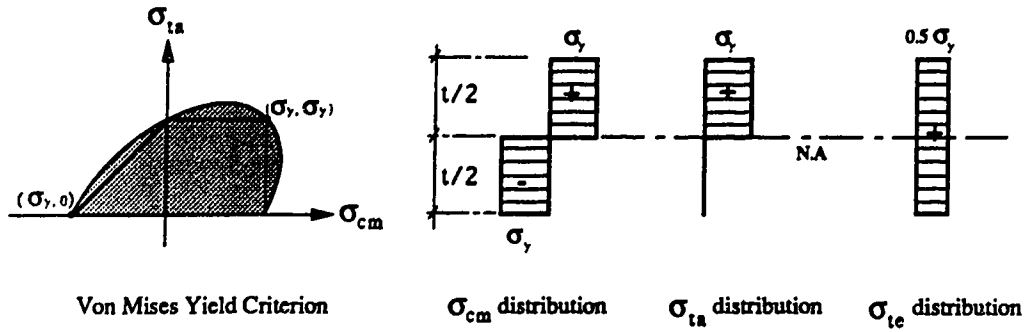 σta
(σy, σy)
(σy, 0)
σcm
Von Mises Yield Criterion
t/2
t/2
σy
+
-
σy
σcm distribution
σy
+
N.A
σta distribution
0.5 σy
+
σte distribution